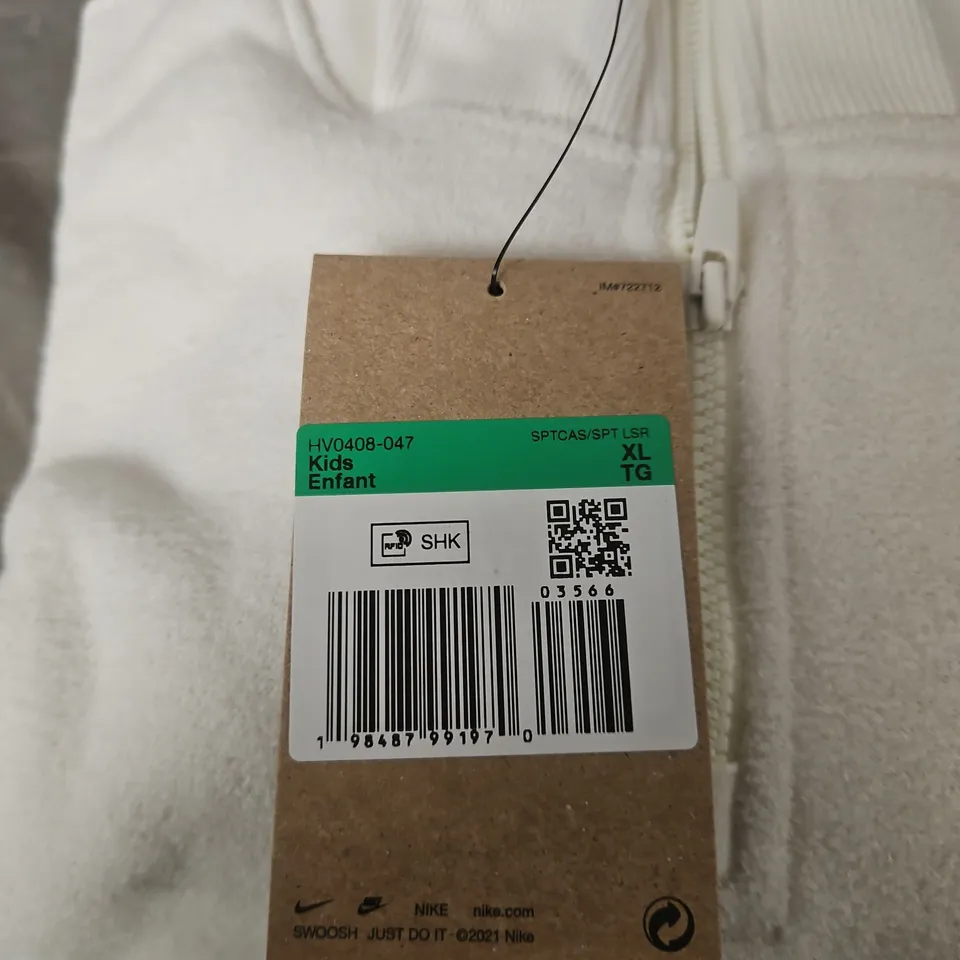 IM#722712
HV0408-047
SPTCAS/SPT LSR
Kids
XL
Enfant
TG
RFID SHK
03566
1 98487 99197 0
NIKE nike.com
SWOOSH JUST DO IT - ©2021 Nike